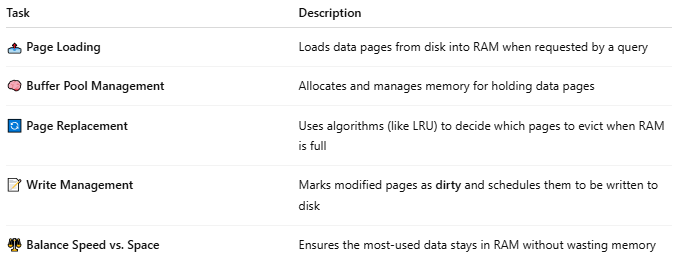 Task Description
📥 Page Loading Loads data pages from disk into RAM when requested by a query
🧠 Buffer Pool Management Allocates and manages memory for holding data pages
🔄 Page Replacement Uses algorithms (like LRU) to decide which pages to evict when RAM
is full
📝 Write Management Marks modified pages as dirty and schedules them to be written to
disk
⚖️ Balance Speed vs. Space Ensures the most-used data stays in RAM without wasting memory